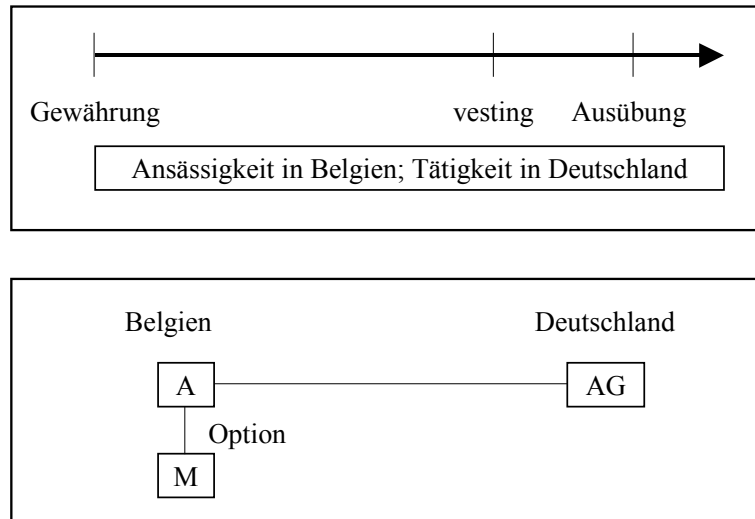 Gewährung vesting Ausübung
Ansässigkeit in Belgien; Tätigkeit in Deutschland
Belgien Deutschland
A AG
Option
M